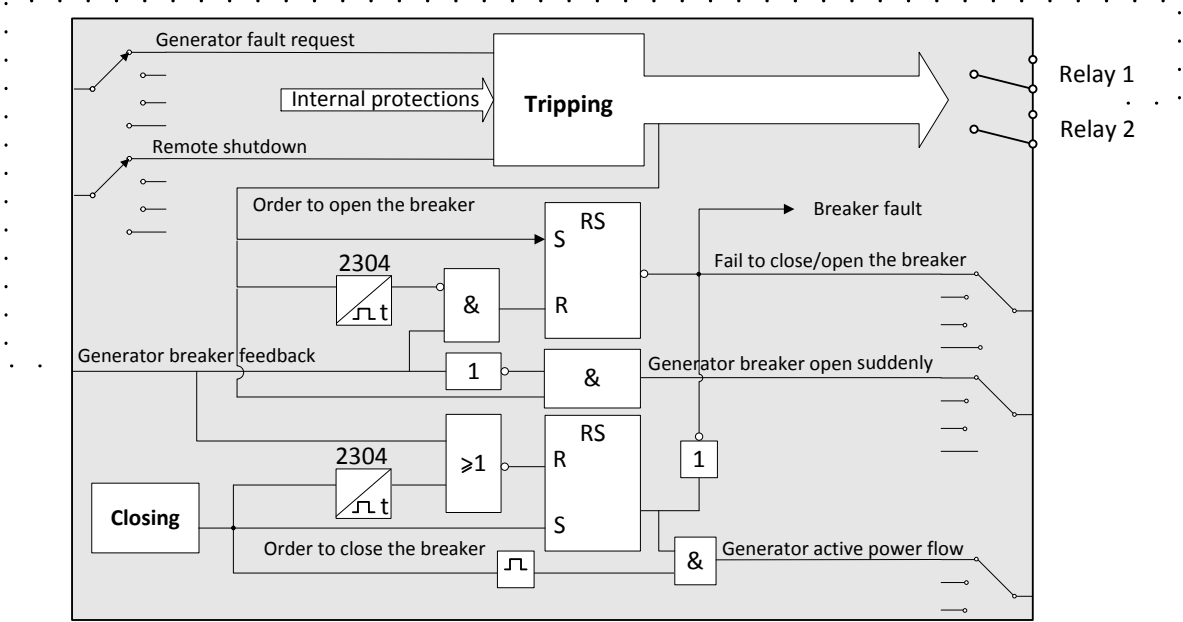 Generator fault request
Relay 1
Internal protections
Tripping
Relay 2
Remote shutdown
Order to open the breaker
RS
Breaker fault
S
2304
Fail to close/open the breaker
&
R
t
Generator breaker feedback
1
&
Generator breaker open suddenly
RS
2304
⩾1
R
1
t
Closing
S
Order to close the breaker
&
Generator active power flow